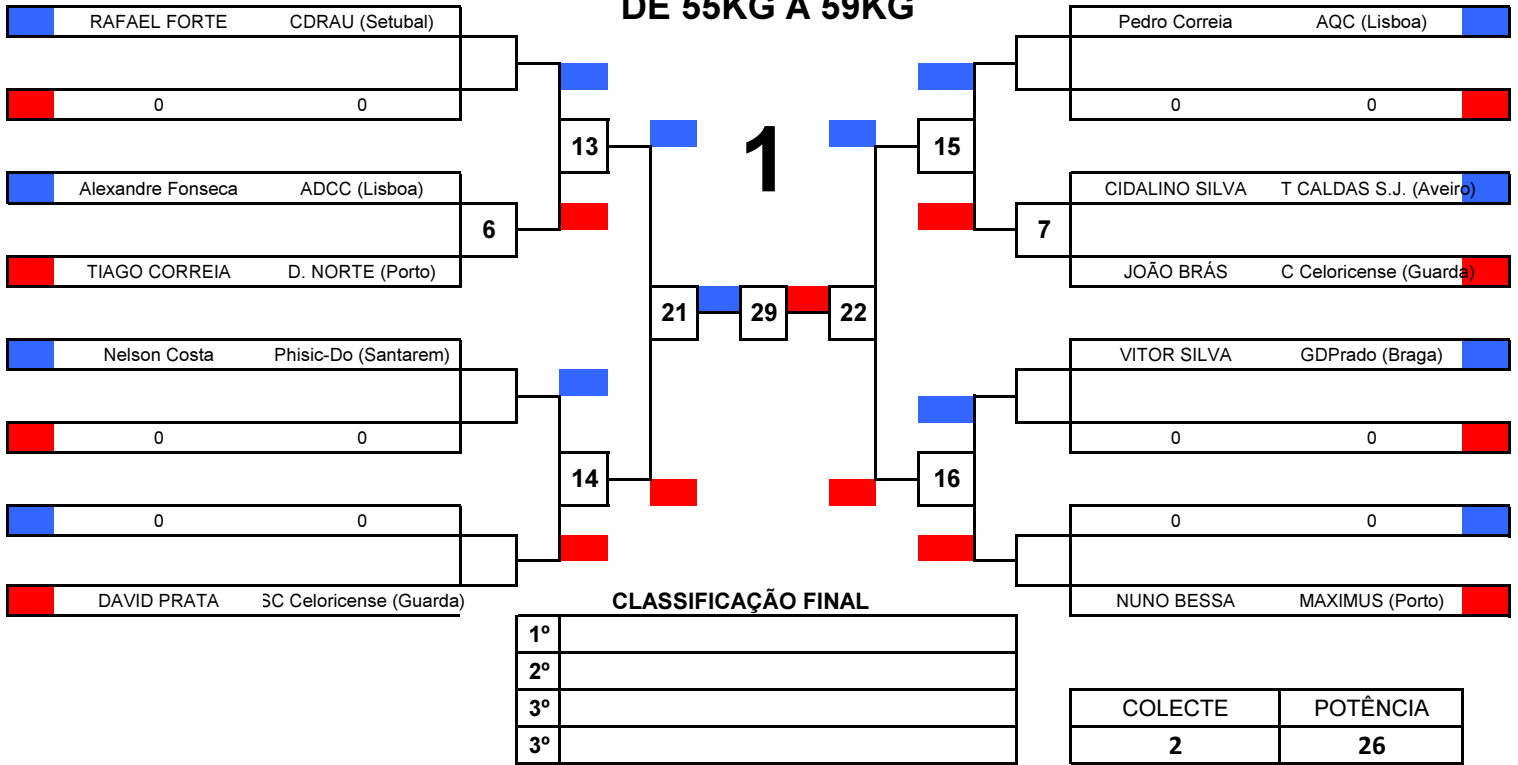 DE 55KG A 59KG
RAFAEL FORTE CDRAU (Setubal)
Pedro Correia AQC (Lisboa)
0 0
0 0
13
1
15
Alexandre Fonseca ADCC (Lisboa)
CIDALINO SILVA T CALDAS S.J. (Aveiro)
6
7
TIAGO CORREIA D. NORTE (Porto)
JOÃO BRÁS C Celoricense (Guarda)
21 29 22
Nelson Costa Phisic-Do (Santarem)
VITOR SILVA GDPrado (Braga)
0 0
0 0
14
16
0 0
0 0
DAVID PRATA SC Celoricense (Guarda)
NUNO BESSA MAXIMUS (Porto)
CLASSIFICAÇÃO FINAL
1º
2º
3º
3º
COLECTE POTÊNCIA
2 26